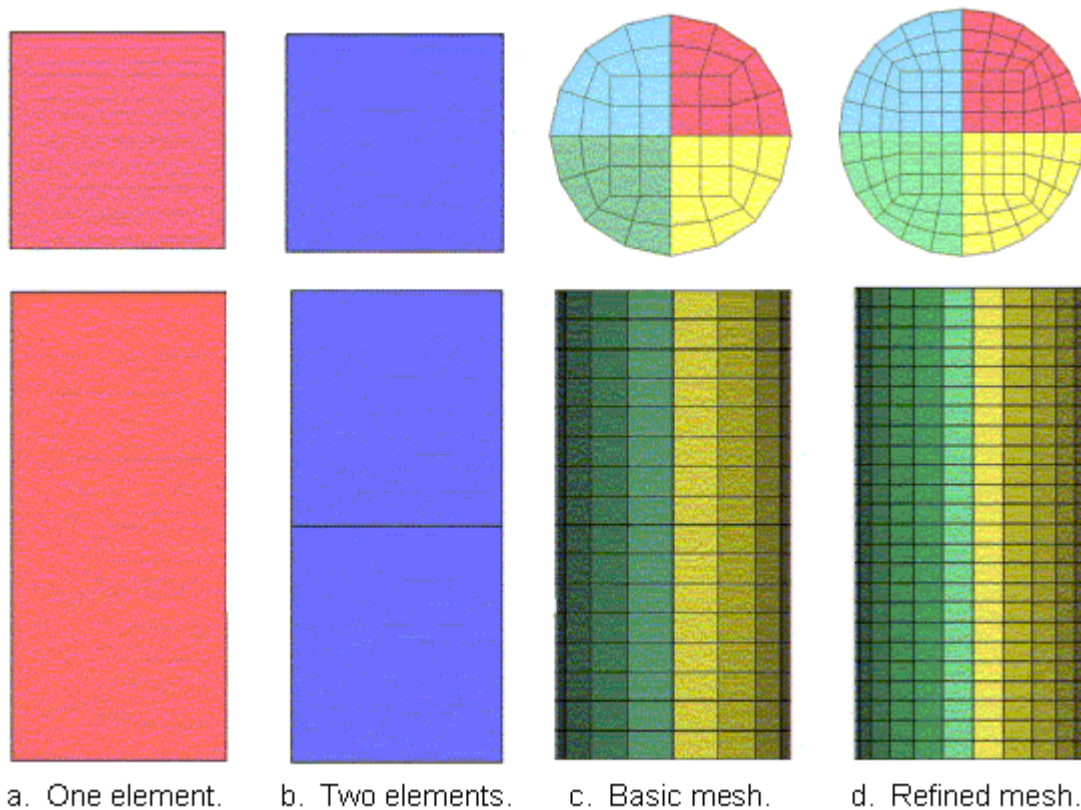 a. One element.
b. Two elements.
c. Basic mesh.
d. Refined mesh